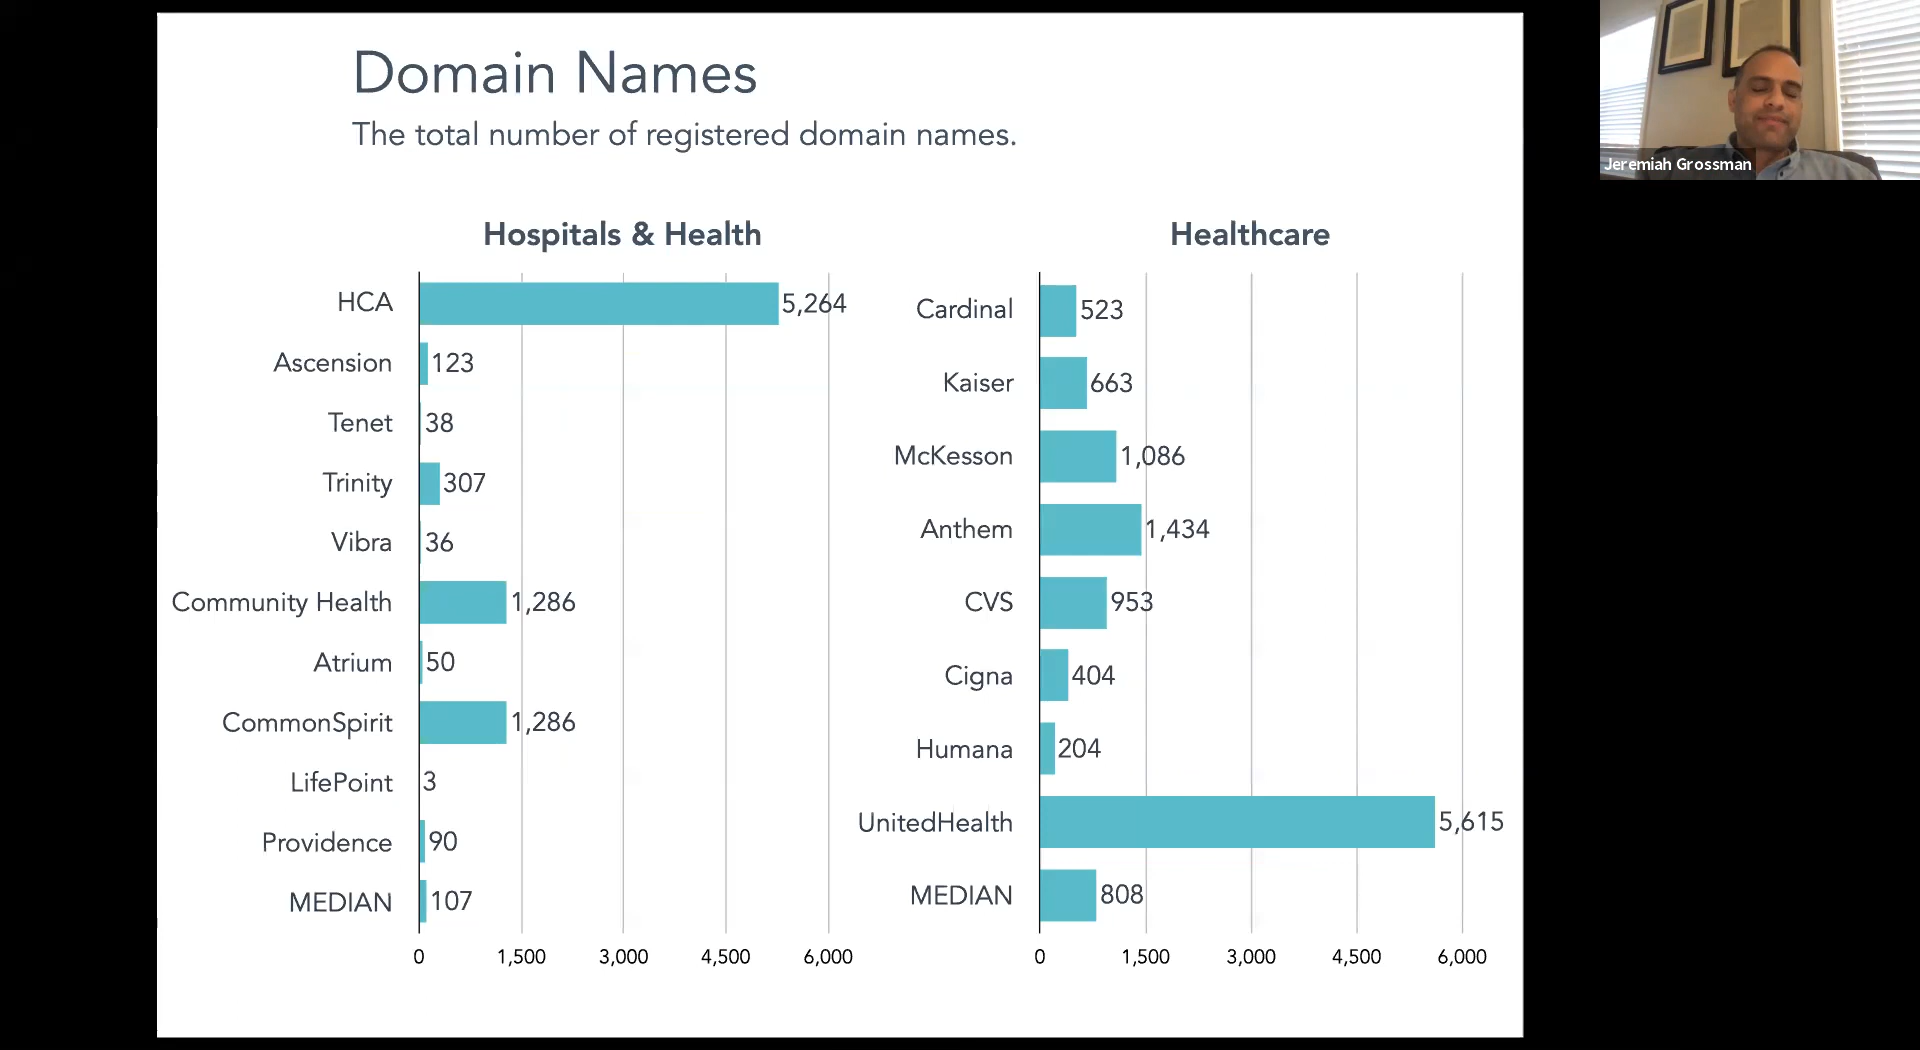 Domain Names
The total number of registered domain names.
Hospitals & Health
HCA 5,264
Ascension 123
Tenet 38
Trinity 307
Vibra 36
Community Health 1,286
Atrium 50
CommonSpirit 1,286
LifePoint 3
Providence 90
MEDIAN 107
0 1,500 3,000 4,500 6,000
Healthcare
Cardinal 523
Kaiser 663
McKesson 1,086
Anthem 1,434
CVS 953
Cigna 404
Humana 204
UnitedHealth 5,615
MEDIAN 808
0 1,500 3,000 4,500 6,000
Jeremiah Grossman